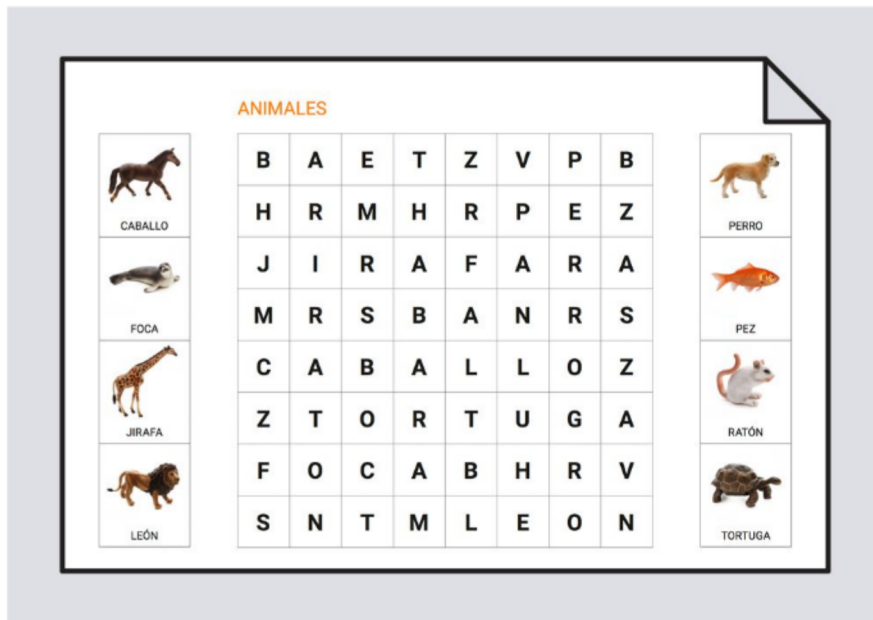 ANIMALES
CABALLO
FOCA
JIRAFA
LEÓN
B A E T Z V P B
H R M H R P E Z
J I R A F A R A
M R S B A N R S
C A B A L L O Z
Z T O R T U G A
F O C A B H R V
S N T M L E O N
PERRO
PEZ
RATÓN
TORTUGA